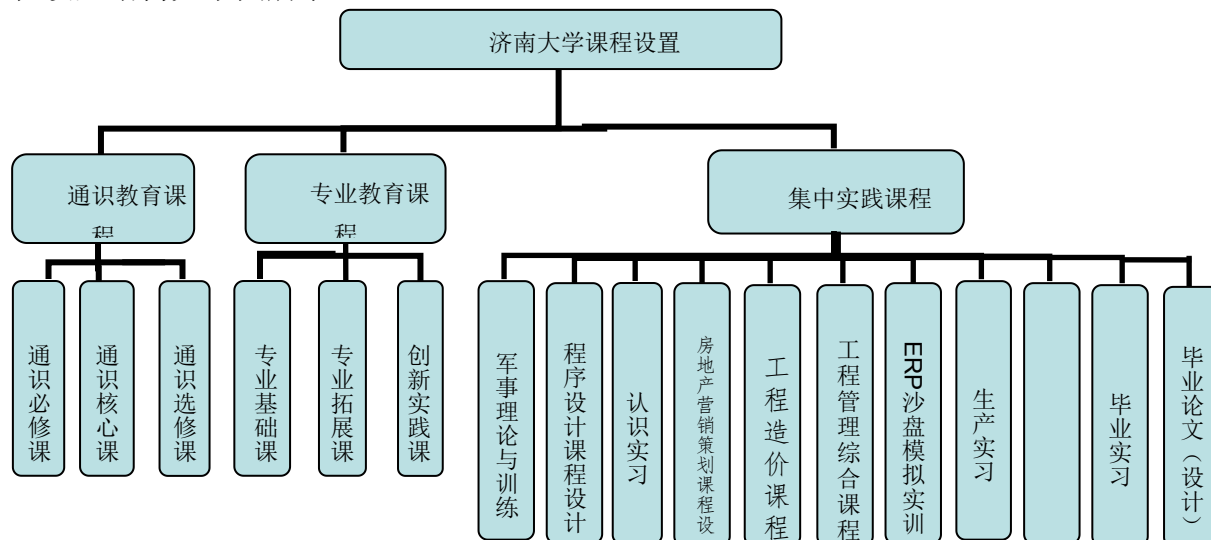 济南大学课程设置
通识教育课
程
专业教育课
程
集中实践课程
通识必修课
通识核心课
通识选修课
专业基础课
专业拓展课
创新实践课
军事理论与训练
程序设计课程设计
认识实习
房地产营销策划课程设
工程造价课程
工程管理综合课程
ERP沙盘模拟实训
生产实习
毕业实习
毕业论文（设计）